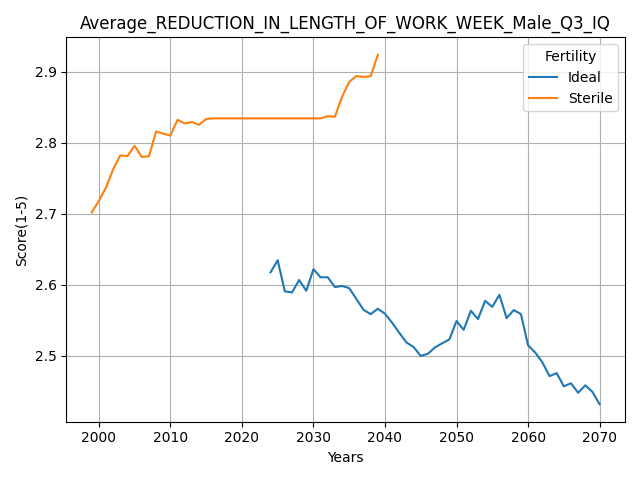 Average_REDUCTION_IN_LENGTH_OF_WORK_WEEK_Male_Q3_IQ
Fertility
Ideal
Sterile
Score(1-5)
2.9
2.8
2.7
2.6
2.5
2000 2010 2020 2030 2040 2050 2060 2070
Years